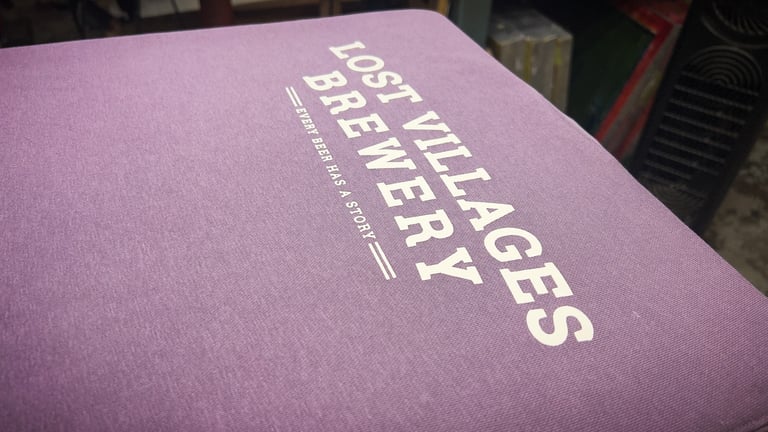 LOST VILLAGES
BREWERY
EVERY BEER HAS A STORY